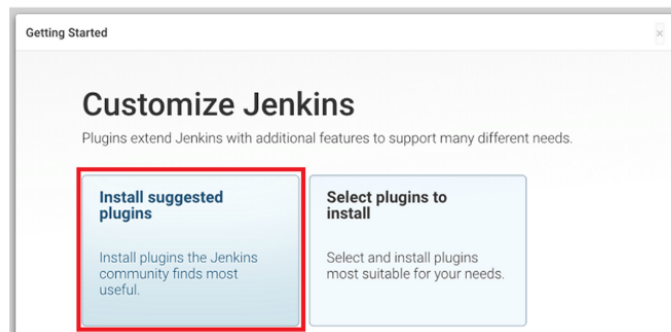 Getting Started
×
Customize Jenkins
Plugins extend Jenkins with additional features to support many different needs.
Install suggested
plugins
Install plugins the Jenkins
community finds most
useful.
Select plugins to
install
Select and install plugins
most suitable for your needs.